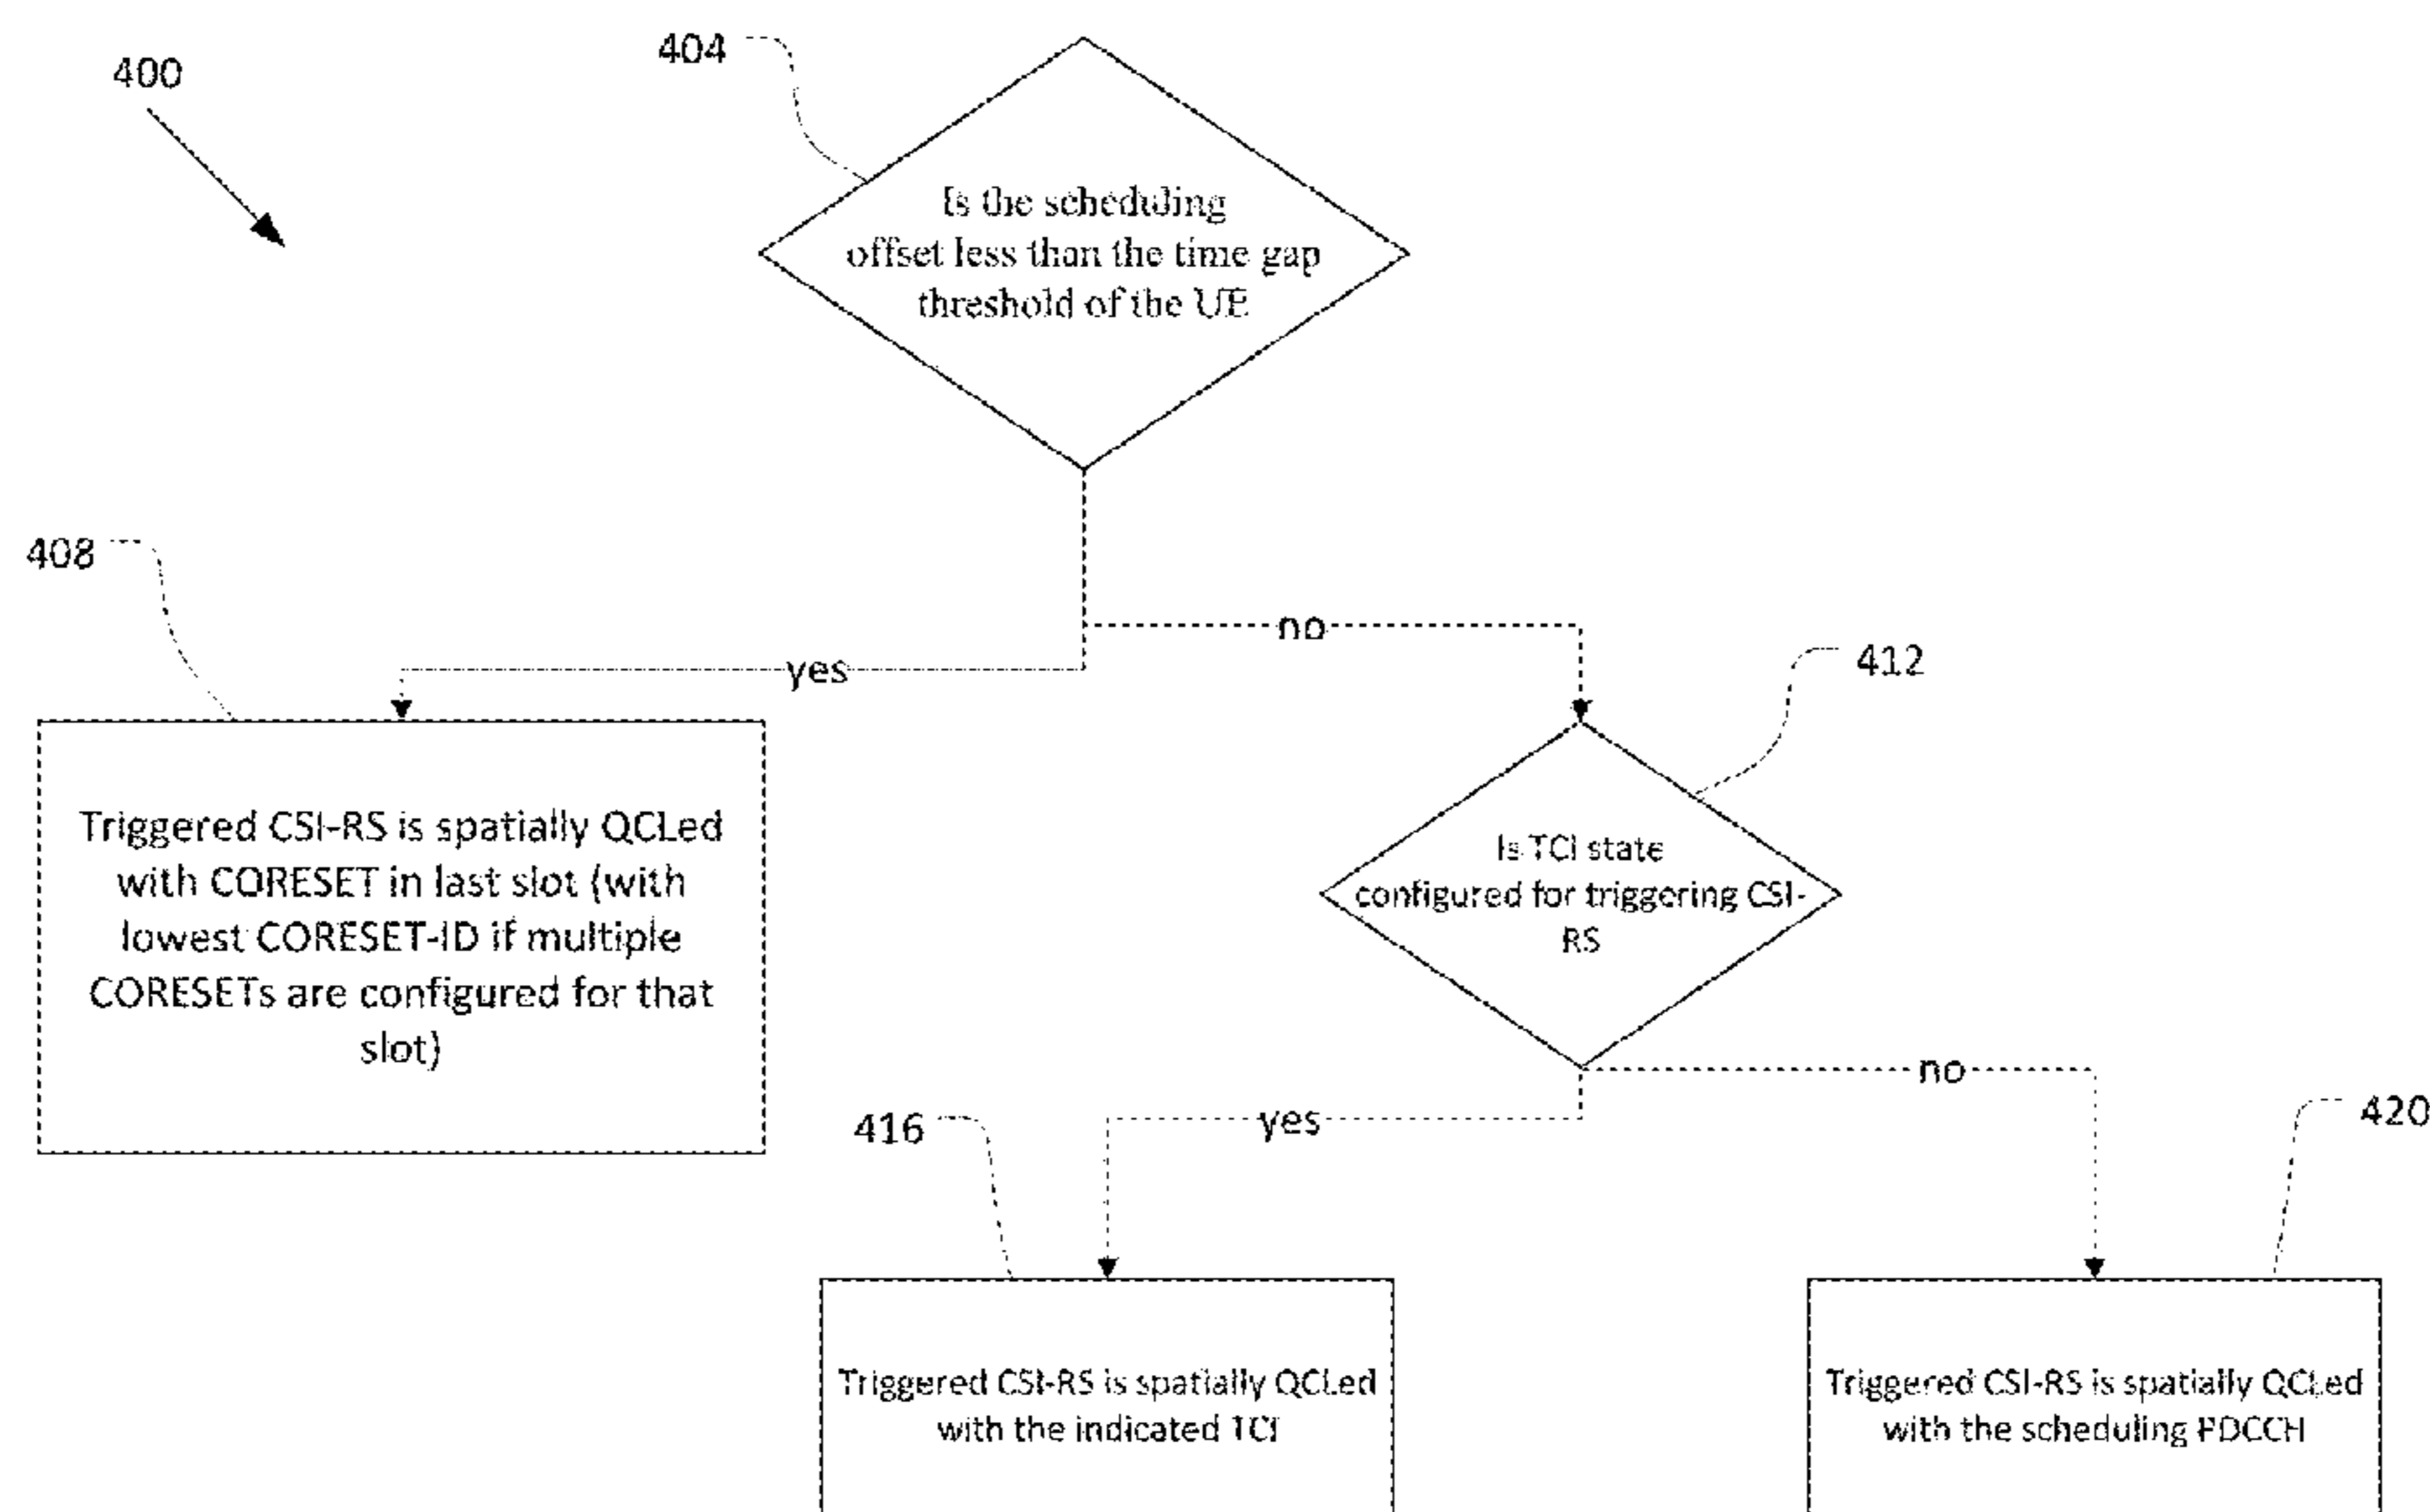 400
404
Is the scheduling
offset less than the time gap
threshold of the UE
no
yes
408
412
Triggered CSI-RS is spatially QCLed
with CORESET in last slot (with
lowest CORESET-ID if multiple
CORESETs are configured for that
slot)
Is TCI state
configured for triggering CSI-
RS
no
yes
416
420
Triggered CSI-RS is spatially QCLed
with the indicated TCI
Triggered CSI-RS is spatially QCLed
with the scheduling PDCCH